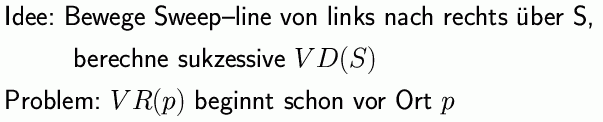 Idee: Bewege Sweep–line von links nach rechts über S,
berechne sukzessive VD(S)
Problem: VR(p) beginnt schon vor Ort p